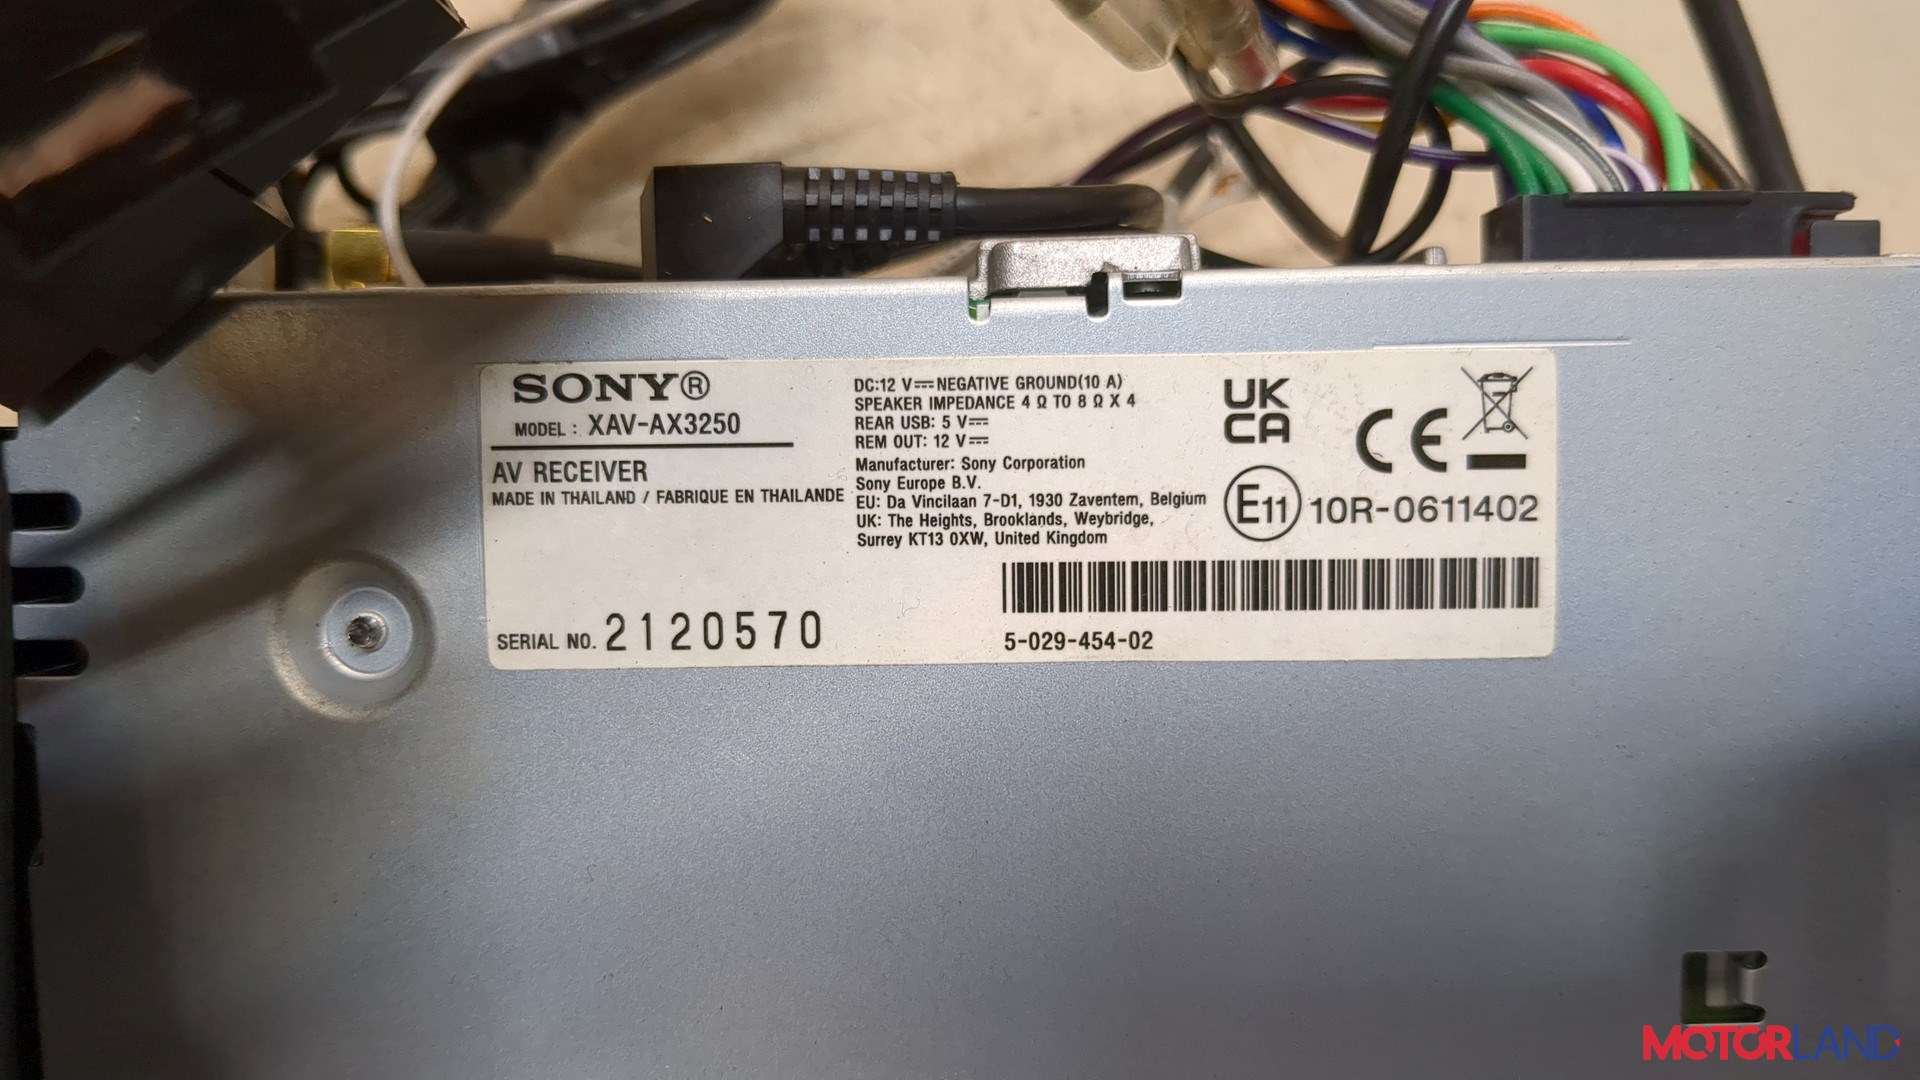 SONY®
MODEL : XAV-AX3250
AV RECEIVER
MADE IN THAILAND / FABRIQUE EN THAILANDE
SERIAL NO. 2120570
DC:12 V⎓NEGATIVE GROUND(10 A)
SPEAKER IMPEDANCE 4 Ω TO 8 Ω X 4
REAR USB: 5 V⎓
REM OUT: 12 V⎓
Manufacturer: Sony Corporation
Sony Europe B.V.
EU: Da Vincilaan 7-D1, 1930 Zaventem, Belgium
UK: The Heights, Brooklands, Weybridge,
Surrey KT13 0XW, United Kingdom
UK
CA
CE
E11 10R-0611402
5-029-454-02
MOTORLAND